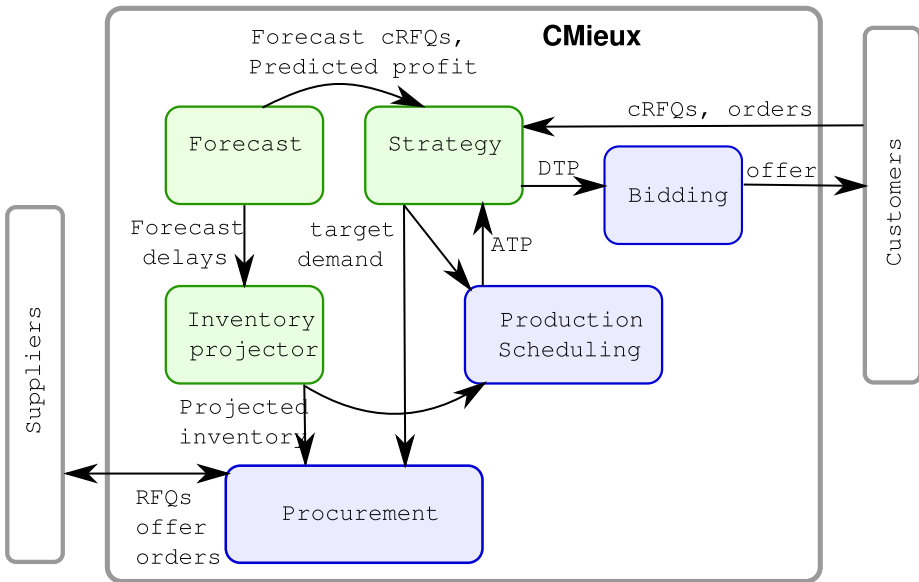 CMieux
Forecast cRFQs,
Predicted profit
Forecast
Strategy
cRFQs, orders
DTP
Bidding
offer
Customers
Forecast
delays
target
demand
ATP
Inventory
projector
Production
Scheduling
Suppliers
Projected
inventory
Procurement
RFQs
offer
orders